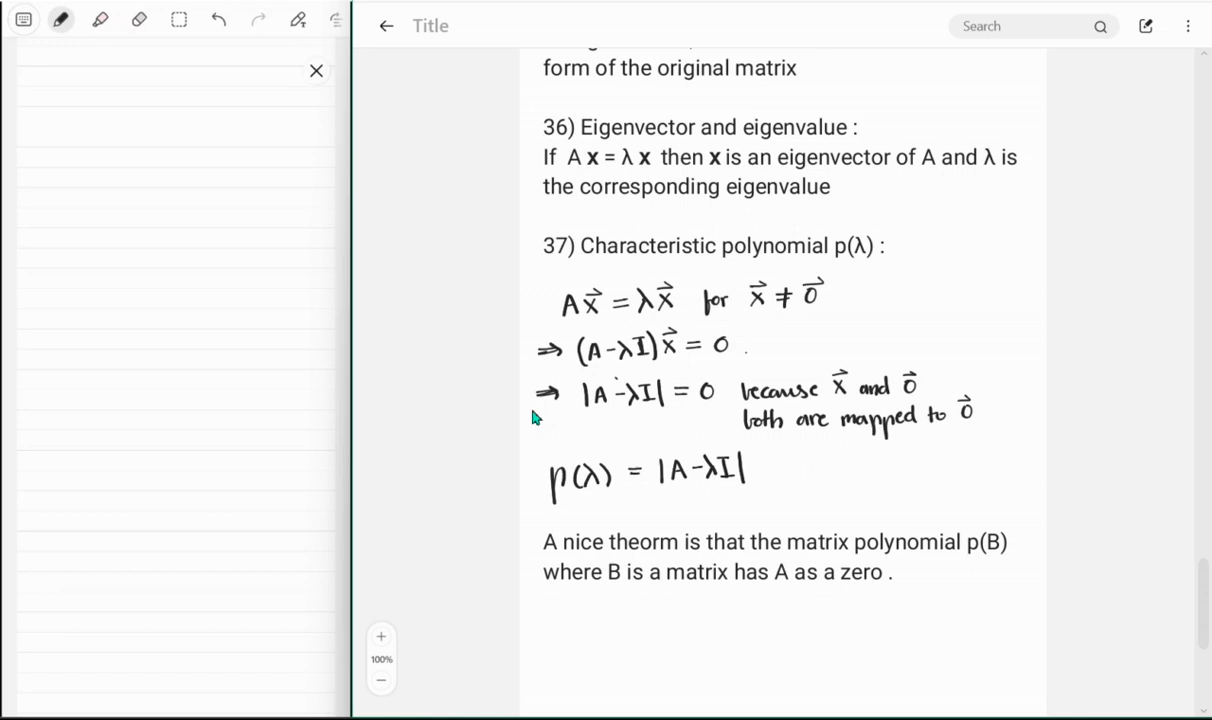 Title
Search
form of the original matrix
36) Eigenvector and eigenvalue :
If A x = λ x then x is an eigenvector of A and λ is
the corresponding eigenvalue
37) Characteristic polynomial p(λ) :
Ax⃗ = λx⃗ for x⃗ ≠ 0⃗
⇒ (A-λI)x⃗ = 0 .
⇒ |A-λI| = 0 because x⃗ and 0⃗
both are mapped to 0⃗
p(λ) = |A-λI|
A nice theorm is that the matrix polynomial p(B)
where B is a matrix has A as a zero .
100%